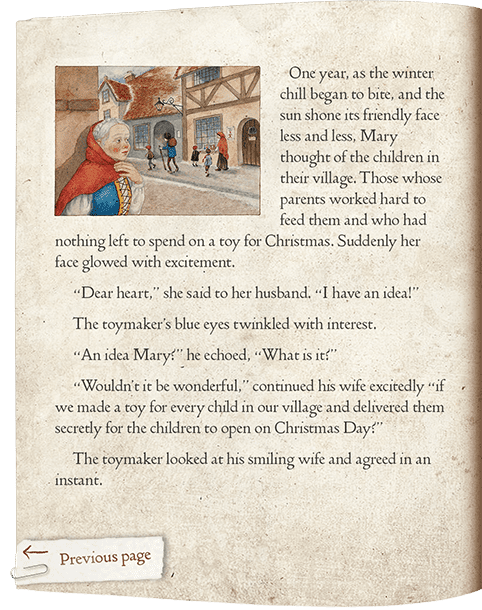 One year, as the winter
chill began to bite, and the
sun shone its friendly face
less and less, Mary
thought of the children in
their village. Those whose
parents worked hard to
feed them and who had
nothing left to spend on a toy for Christmas. Suddenly her
face glowed with excitement.
“Dear heart,” she said to her husband. “I have an idea!”
The toymaker’s blue eyes twinkled with interest.
“An idea Mary?” he echoed, “What is it?”
“Wouldn’t it be wonderful,” continued his wife excitedly “if
we made a toy for every child in our village and delivered them
secretly for the children to open on Christmas Day?”
The toymaker looked at his smiling wife and agreed in an
instant.
Previous page